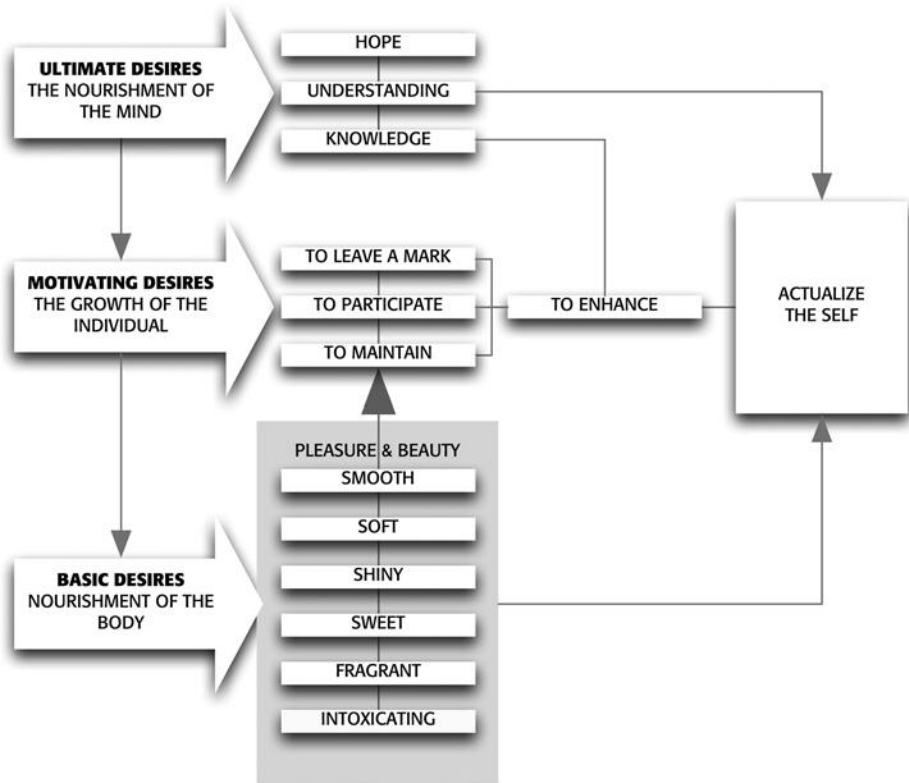 ULTIMATE DESIRES
THE NOURISHMENT OF
THE MIND
HOPE
UNDERSTANDING
KNOWLEDGE
MOTIVATING DESIRES
THE GROWTH OF THE
INDIVIDUAL
TO LEAVE A MARK
TO PARTICIPATE
TO MAINTAIN
TO ENHANCE
ACTUALIZE
THE SELF
BASIC DESIRES
NOURISHMENT OF THE
BODY
PLEASURE & BEAUTY
SMOOTH
SOFT
SHINY
SWEET
FRAGRANT
INTOXICATING